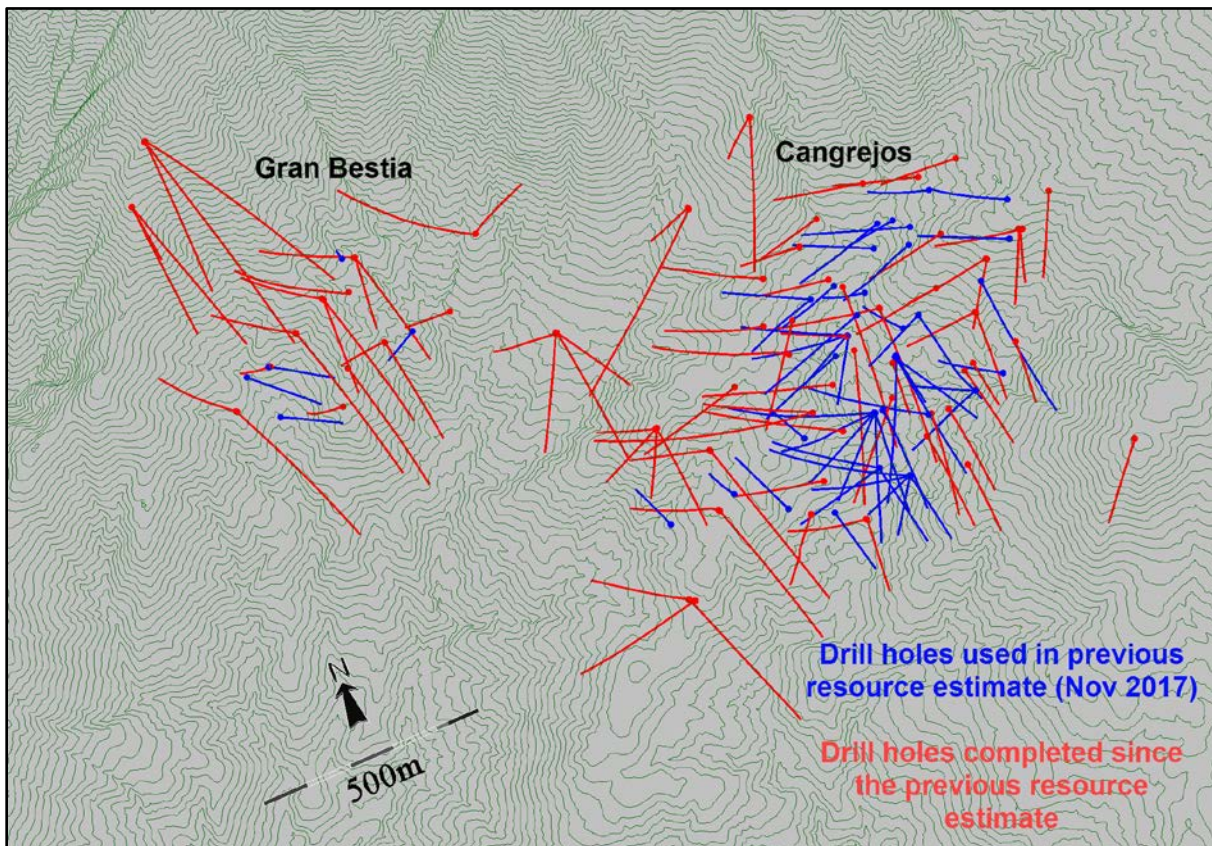 Gran Bestia
Cangrejos
N
500m
Drill holes used in previous
resource estimate (Nov 2017)
Drill holes completed since
the previous resource
estimate